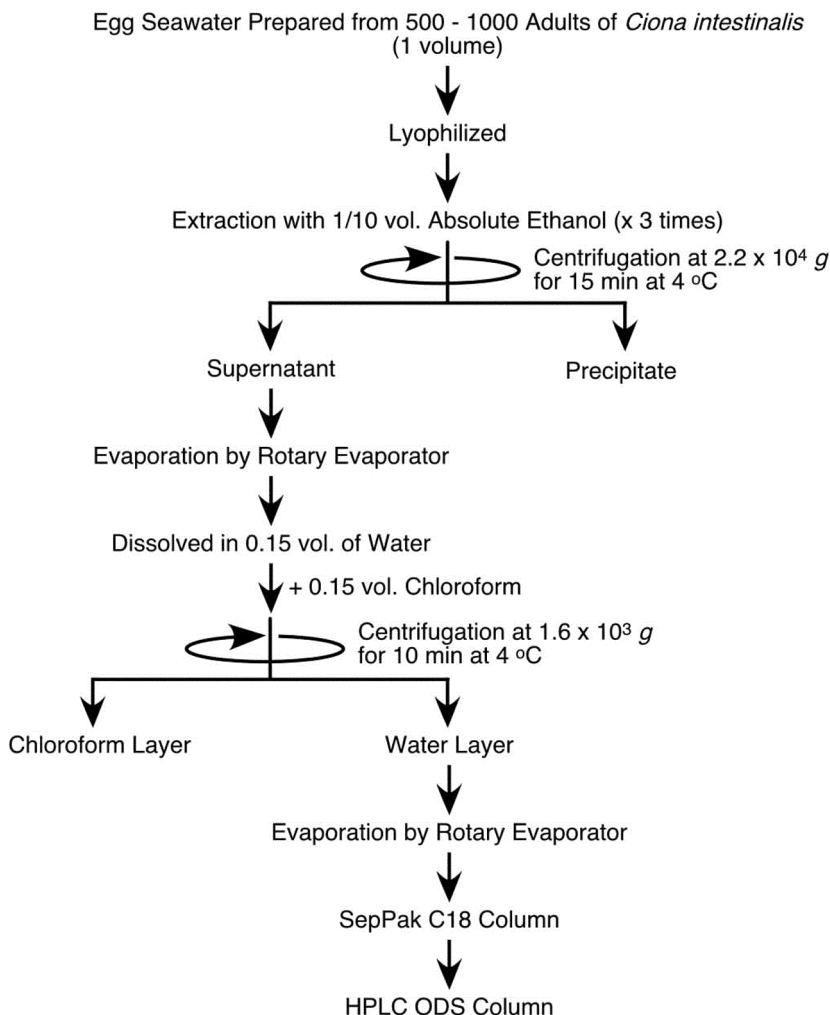 Egg Seawater Prepared from 500 - 1000 Adults of Ciona intestinalis
(1 volume)
Lyophilized
Extraction with 1/10 vol. Absolute Ethanol (x 3 times)
Centrifugation at 2.2 x 10⁴ g
for 15 min at 4 ºC
Supernatant
Precipitate
Evaporation by Rotary Evaporator
Dissolved in 0.15 vol. of Water
+ 0.15 vol. Chloroform
Centrifugation at 1.6 x 10³ g
for 10 min at 4 ºC
Chloroform Layer
Water Layer
Evaporation by Rotary Evaporator
SepPak C18 Column
HPLC ODS Column